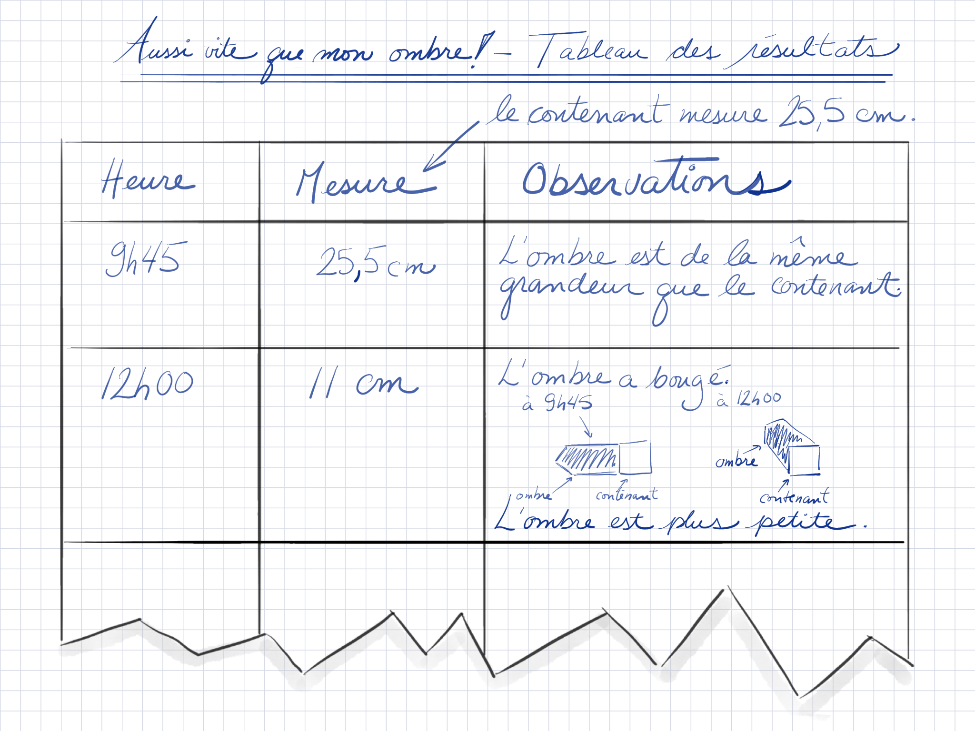 Aussi vite que mon ombre! – Tableau des résultats
le contenant mesure 25,5 cm.
Heure Mesure Observations
9h45 25,5 cm L'ombre est de la même
grandeur que le contenant.
12h00 11 cm L'ombre a bougé.
à 9h45 à 12h00
ombre
ombre contenant contenant
L'ombre est plus petite.